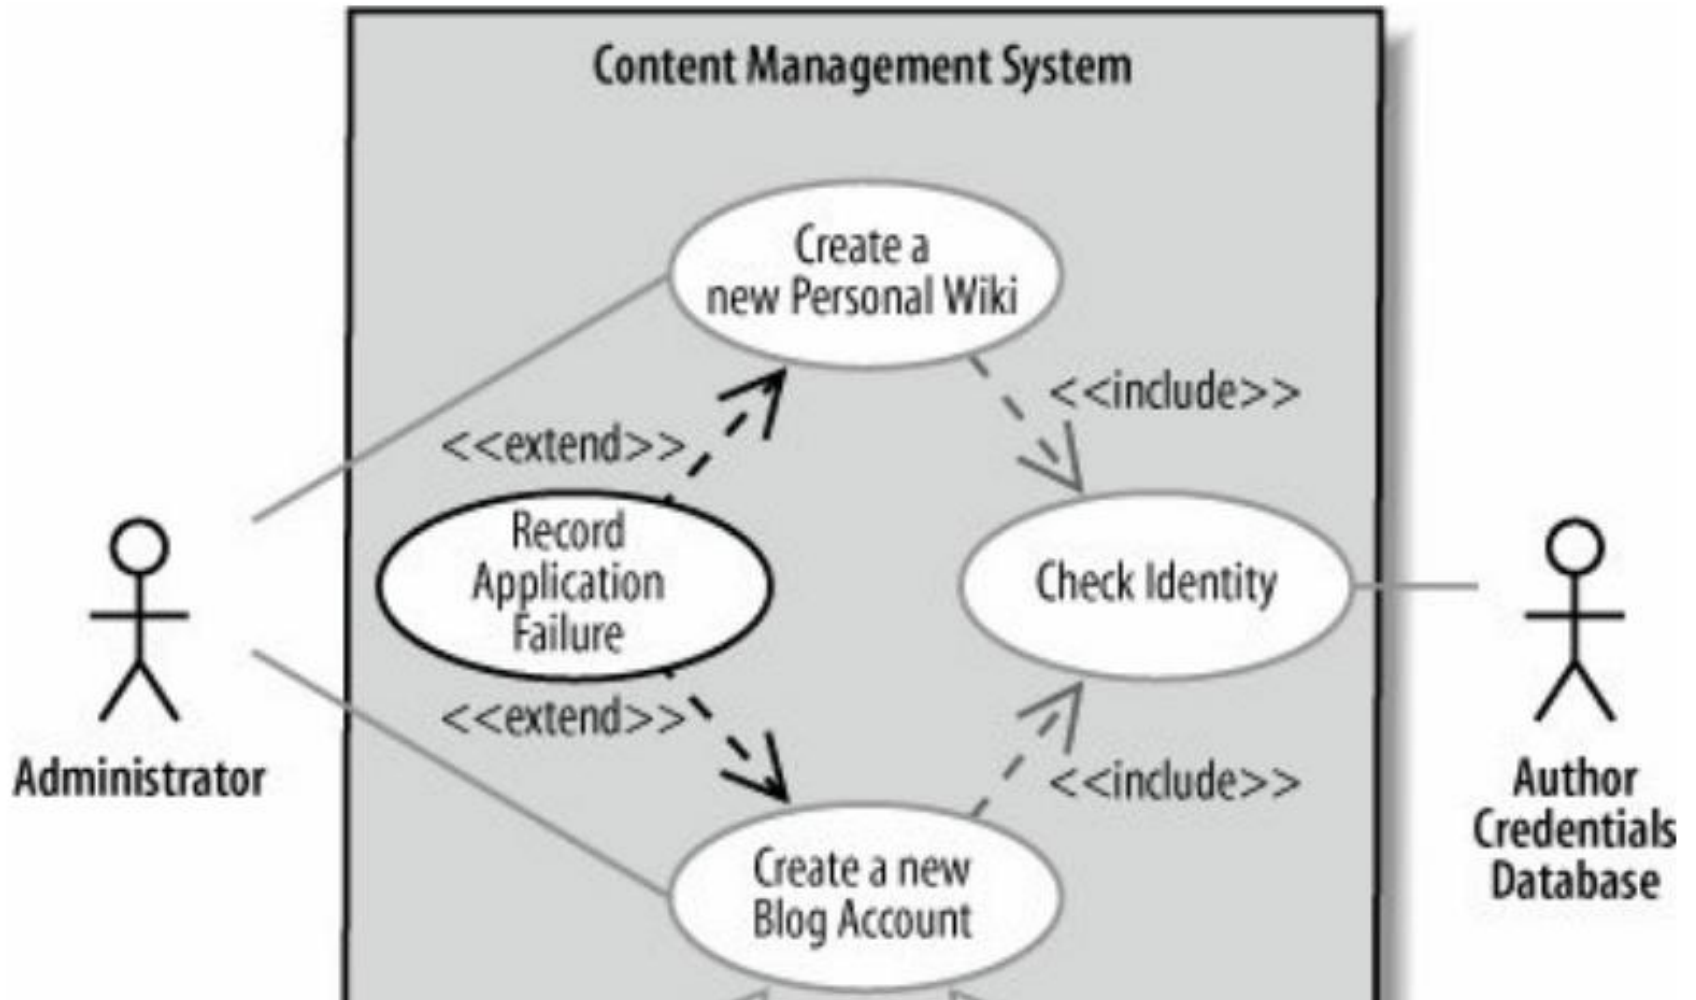 Content Management System
Create a
new Personal Wiki
<<include>>
<<extend>>
Record
Application
Failure
Check Identity
<<extend>>
<<include>>
Administrator
Author
Credentials
Database
Create a new
Blog Account